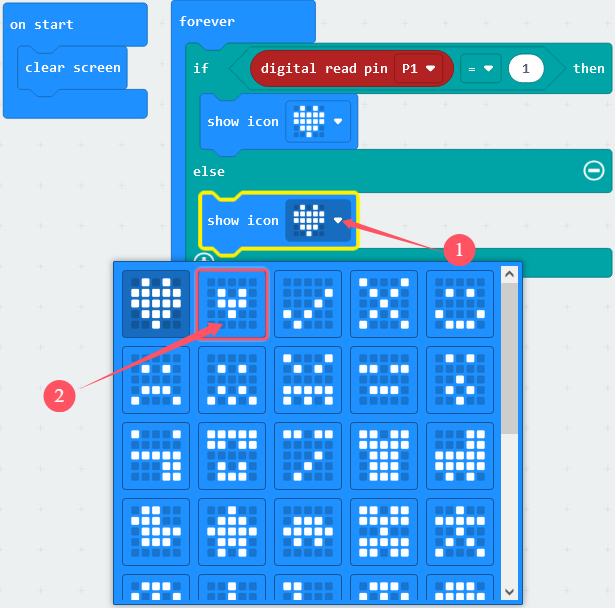 on start
clear screen
forever
if digital read pin P1 = 1 then
show icon
else
show icon
1
2